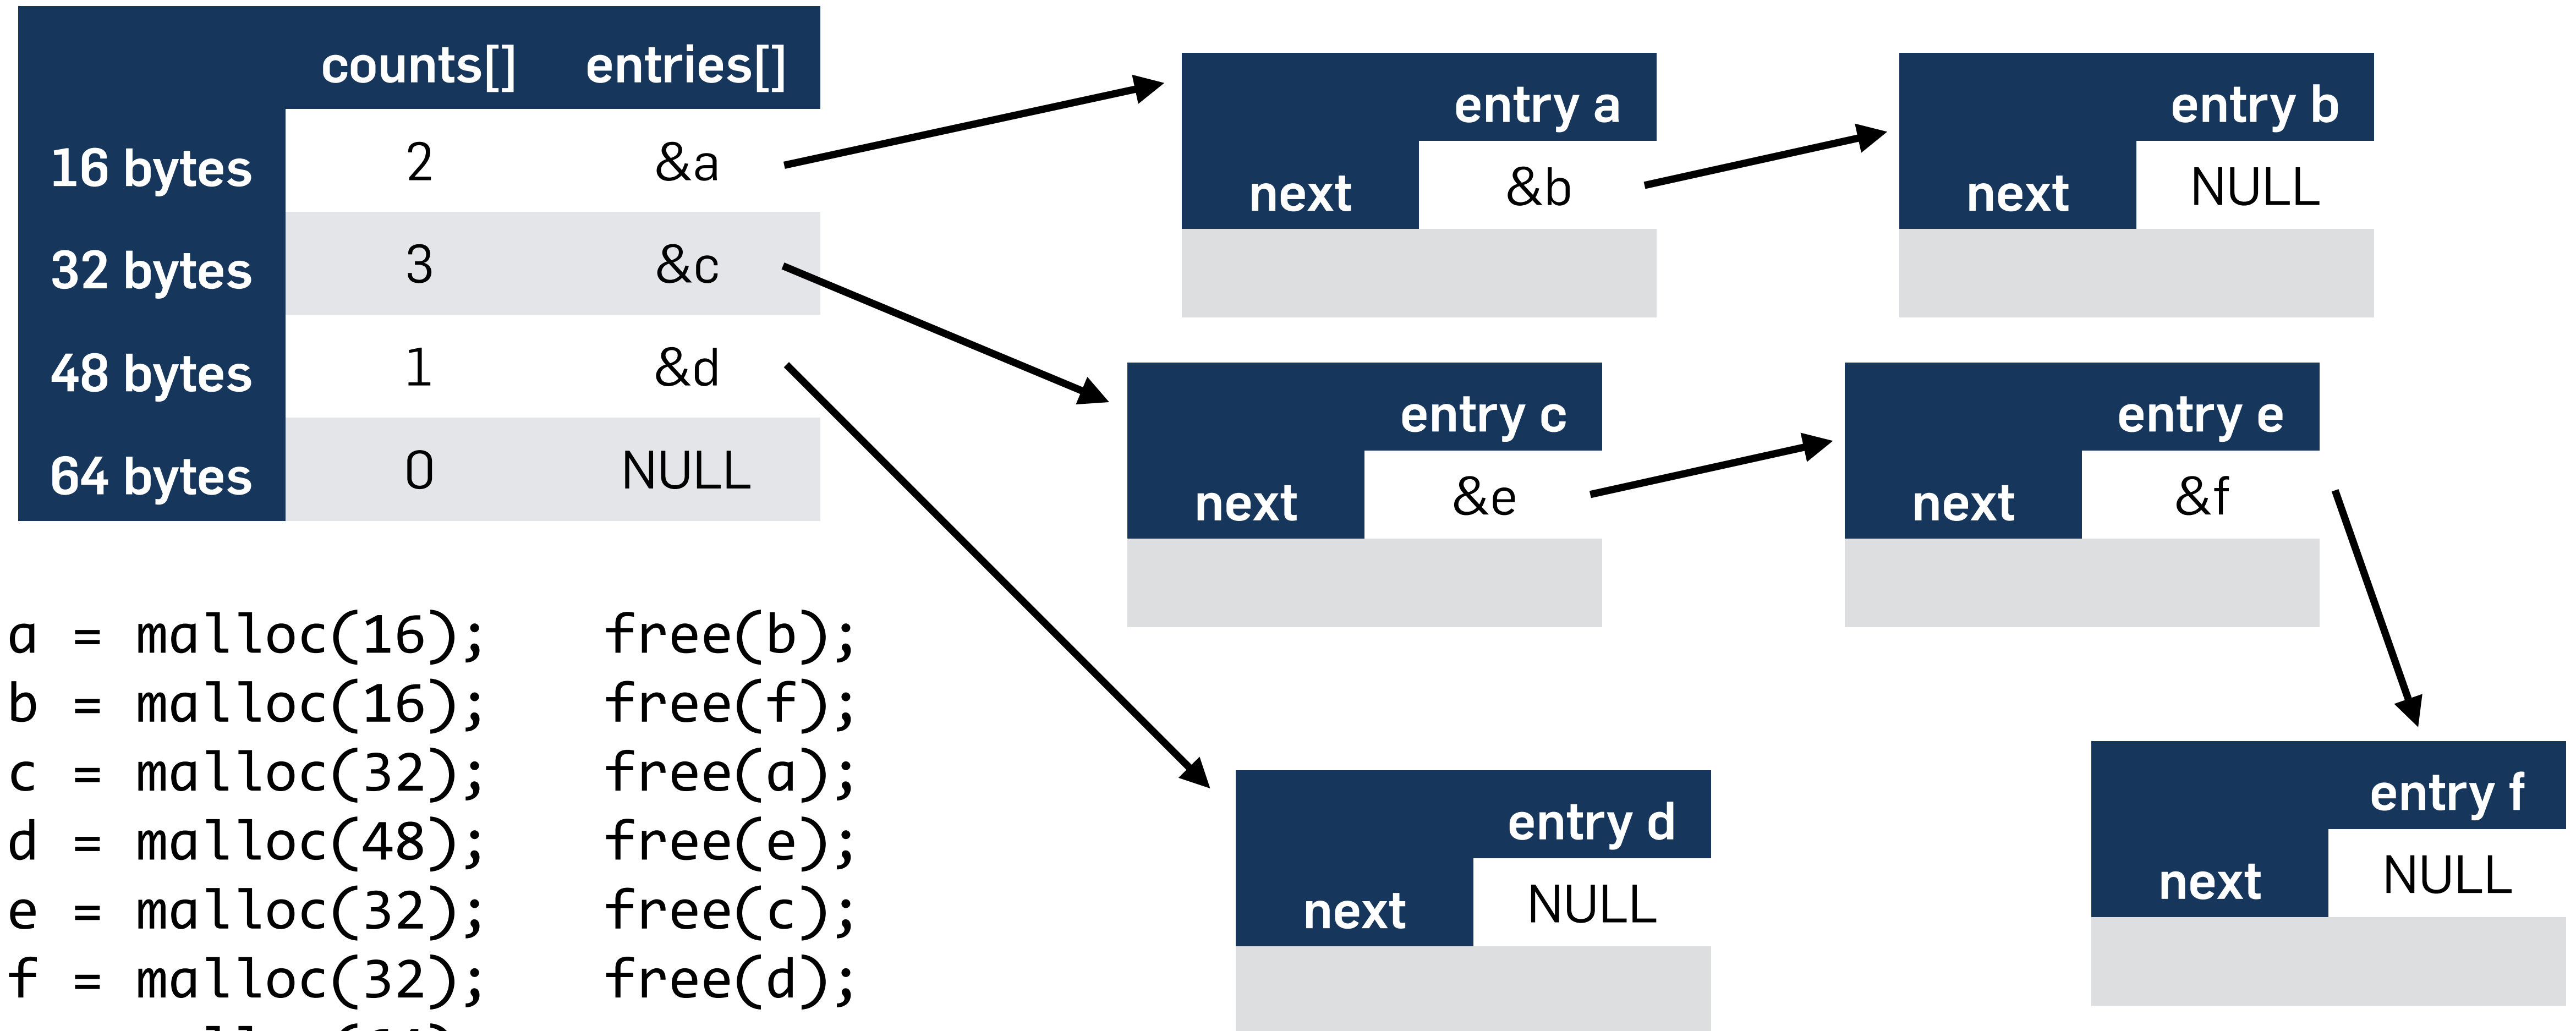 counts[] entries[]
16 bytes 2 &a
32 bytes 3 &c
48 bytes 1 &d
64 bytes 0 NULL
entry a
next &b
entry b
next NULL
entry c
next &e
entry e
next &f
entry d
next NULL
entry f
next NULL
a = malloc(16); free(b);
b = malloc(16); free(f);
c = malloc(32); free(a);
d = malloc(48); free(e);
e = malloc(32); free(c);
f = malloc(32); free(d);